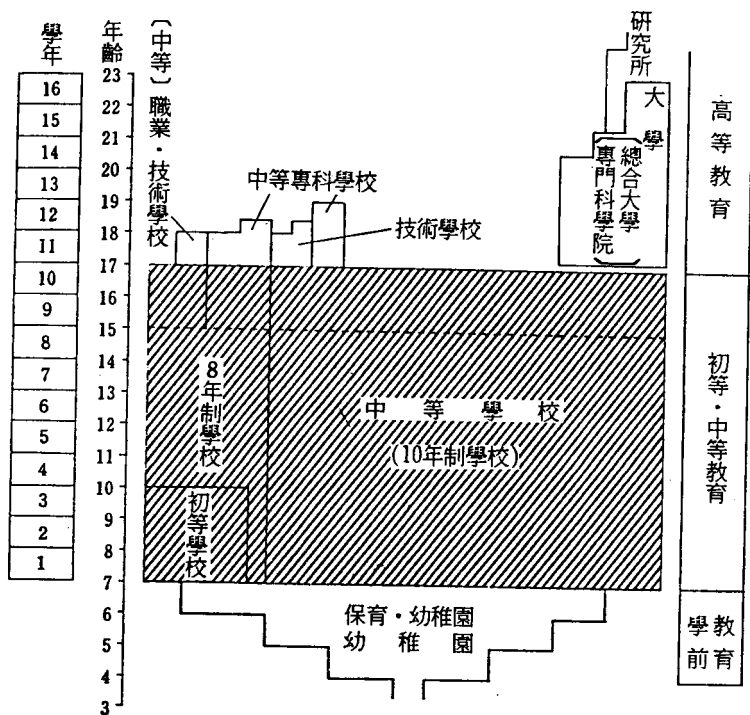 學年
16
15
14
13
12
11
10
9
8
7
6
5
4
3
2
1
年齡
23
22
21
20
19
18
17
16
15
14
13
12
11
10
9
8
7
6
5
4
3
〔中等〕職業・技術學校
中等專科學校
技術學校
研究所
大學
〔總合大學
專門科學院〕
8年制學校
初等學校
中等學校
(10年制學校)
保育・幼稚園
幼稚園
高等教育
初等・中等教育
學前
教育